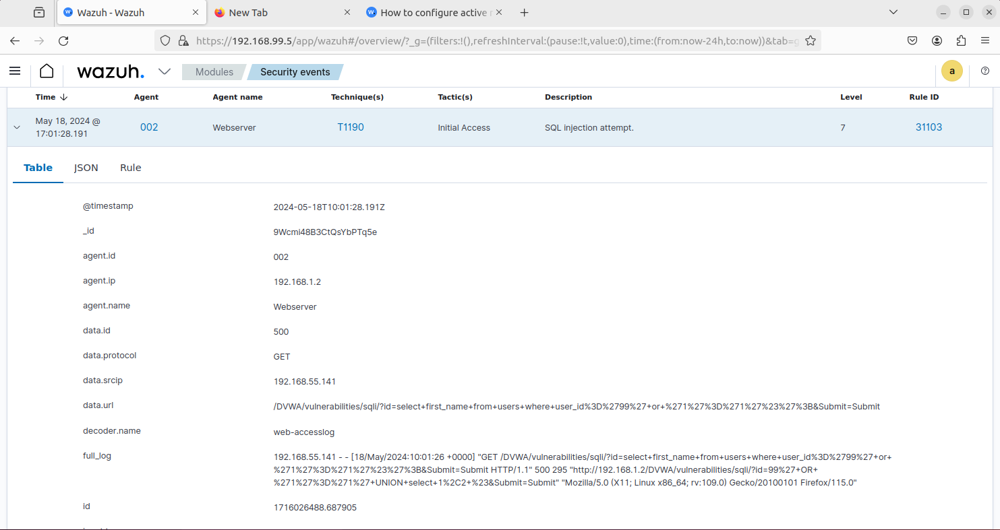 Wazuh - Wazuh
New Tab
How to configure active r
https://192.168.99.5/app/wazuh#/overview/?_g=(filters:!(),refreshInterval:(pause:!t,value:0),time:(from:now-24h,to:now))&tab=g
wazuh.
Modules
Security events
a
Time Agent Agent name Technique(s) Tactic(s) Description Level Rule ID
May 18, 2024 @
17:01:28.191
002 Webserver T1190 Initial Access SQL injection attempt. 7 31103
Table JSON Rule
@timestamp 2024-05-18T10:01:28.191Z
_id 9Wcmi48B3CtQsYbPTq5e
agent.id 002
agent.ip 192.168.1.2
agent.name Webserver
data.id 500
data.protocol GET
data.srcip 192.168.55.141
data.url /DVWA/vulnerabilities/sqli/?id=select+first_name+from+users+where+user_id%3D%2799%27+or+%271%27%3D%271%27%23%27%3B&Submit=Submit
decoder.name web-accesslog
full_log 192.168.55.141 - - [18/May/2024:10:01:26 +0000] "GET /DVWA/vulnerabilities/sqli/?id=select+first_name+from+users+where+user_id%3D%2799%27+or+
%271%27%3D%271%27%23%27%3B&Submit=Submit HTTP/1.1" 500 295 "http://192.168.1.2/DVWA/vulnerabilities/sqli/?id=99%27+OR+
%271%27%3D%271%27+UNION+select+1%2C2+%23&Submit=Submit" "Mozilla/5.0 (X11; Linux x86_64; rv:109.0) Gecko/20100101 Firefox/115.0"
id 1716026488.687905